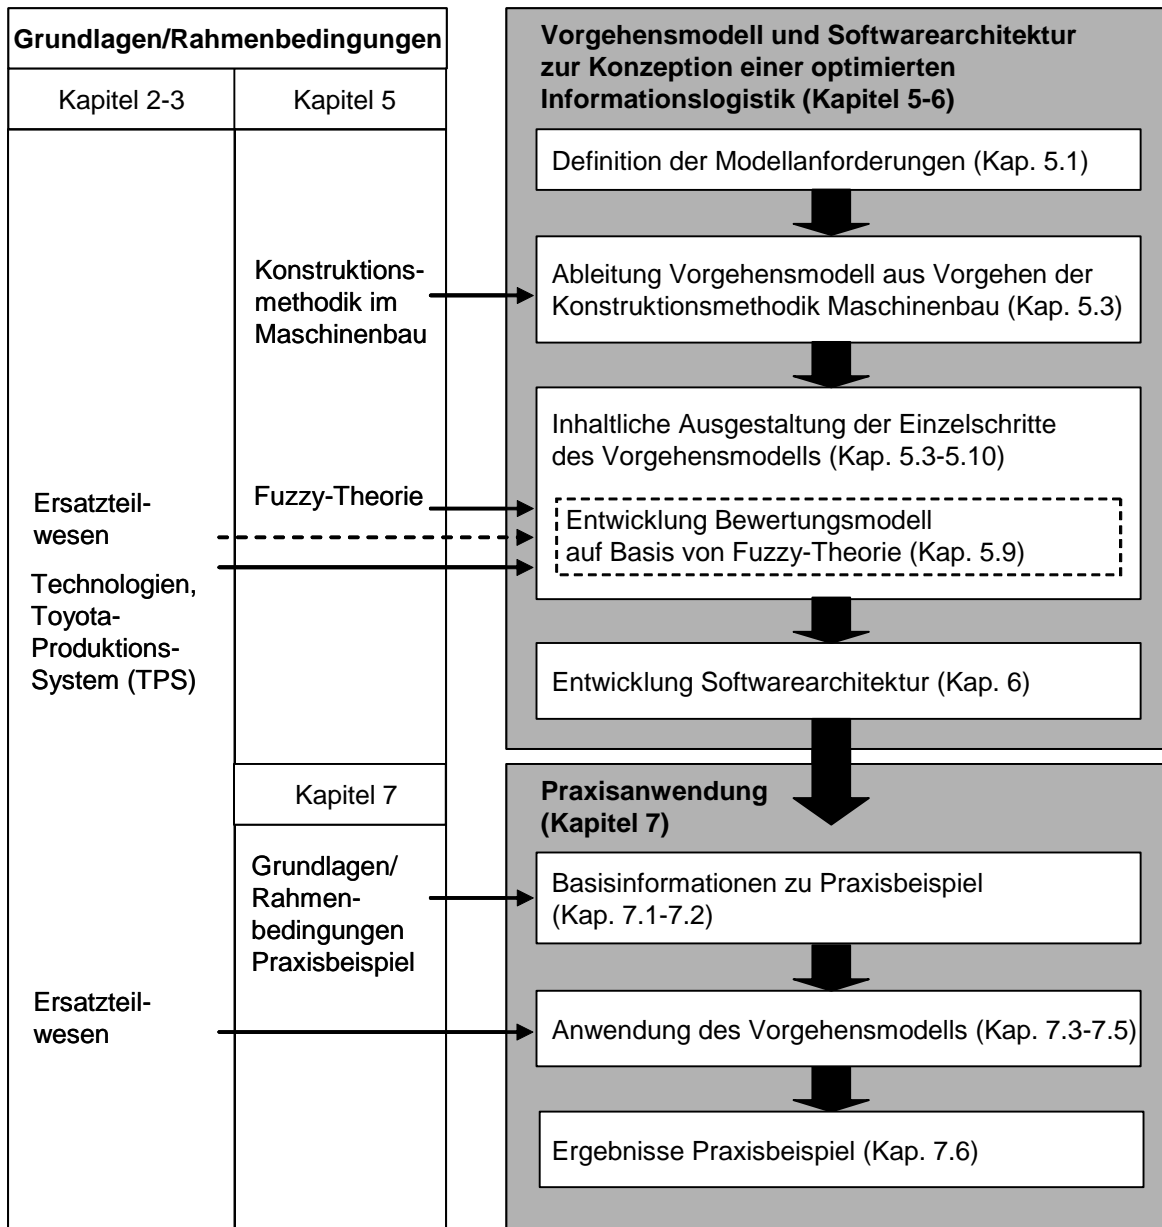 Grundlagen/Rahmenbedingungen
Kapitel 2-3
Kapitel 5
Konstruktions-
methodik im
Maschinenbau
Fuzzy-Theorie
Ersatzteil-
wesen
Technologien,
Toyota-
Produktions-
System (TPS)
Kapitel 7
Grundlagen/
Rahmen-
bedingungen
Praxisbeispiel
Ersatzteil-
wesen
Vorgehensmodell und Softwarearchitektur
zur Konzeption einer optimierten
Informationslogistik (Kapitel 5-6)
Definition der Modellanforderungen (Kap. 5.1)
Ableitung Vorgehensmodell aus Vorgehen der
Konstruktionsmethodik Maschinenbau (Kap. 5.3)
Inhaltliche Ausgestaltung der Einzelschritte
des Vorgehensmodells (Kap. 5.3-5.10)
Entwicklung Bewertungsmodell
auf Basis von Fuzzy-Theorie (Kap. 5.9)
Entwicklung Softwarearchitektur (Kap. 6)
Praxisanwendung
(Kapitel 7)
Basisinformationen zu Praxisbeispiel
(Kap. 7.1-7.2)
Anwendung des Vorgehensmodells (Kap. 7.3-7.5)
Ergebnisse Praxisbeispiel (Kap. 7.6)